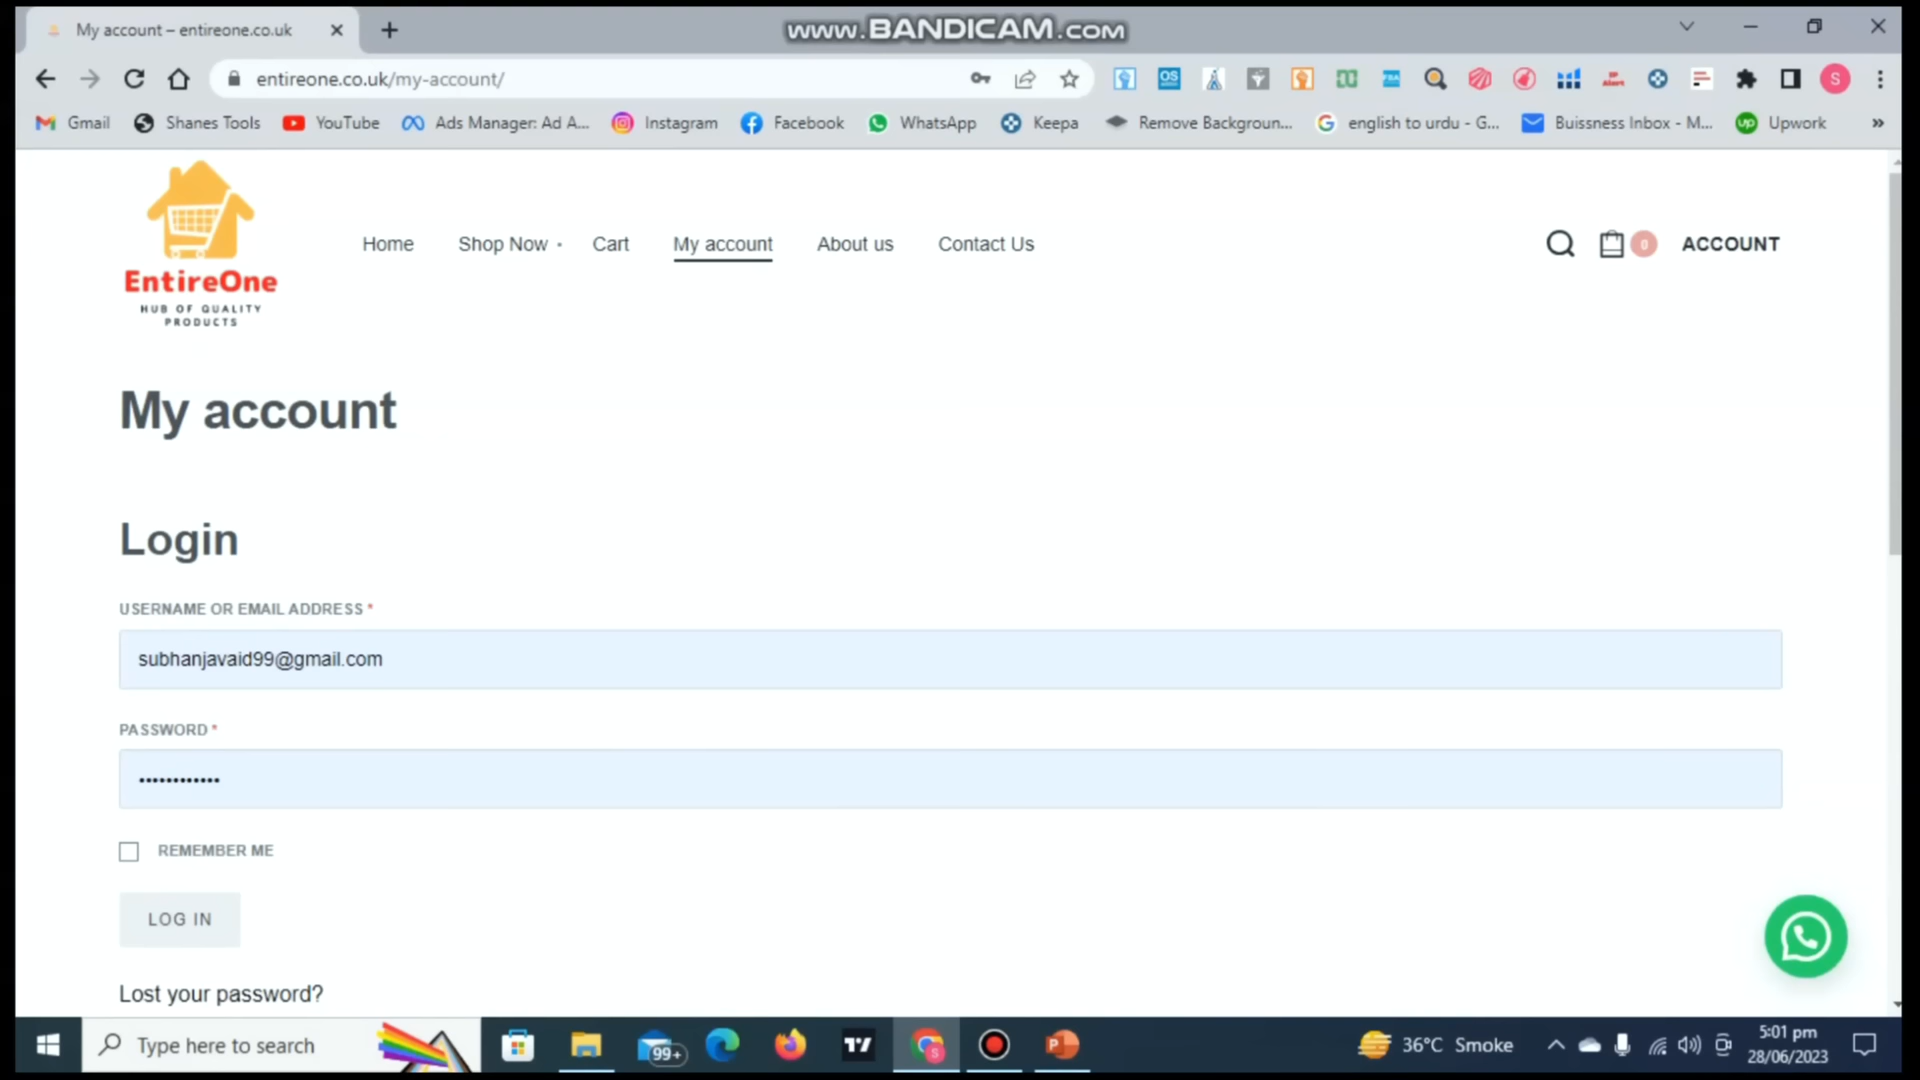 My account – entireone.co.uk
www.BANDICAM.com
entireone.co.uk/my-account/
Gmail
Shanes Tools
YouTube
Ads Manager: Ad A...
Instagram
Facebook
WhatsApp
Keepa
Remove Backgroun...
english to urdu - G...
Buissness Inbox - M...
Upwork
EntireOne
HUB OF QUALITY
PRODUCTS
Home
Shop Now
Cart
My account
About us
Contact Us
0
ACCOUNT
My account
Login
USERNAME OR EMAIL ADDRESS *
subhanjavaid99@gmail.com
PASSWORD *
REMEMBER ME
LOG IN
Lost your password?
Type here to search
99+
36°C Smoke
5:01 pm
28/06/2023